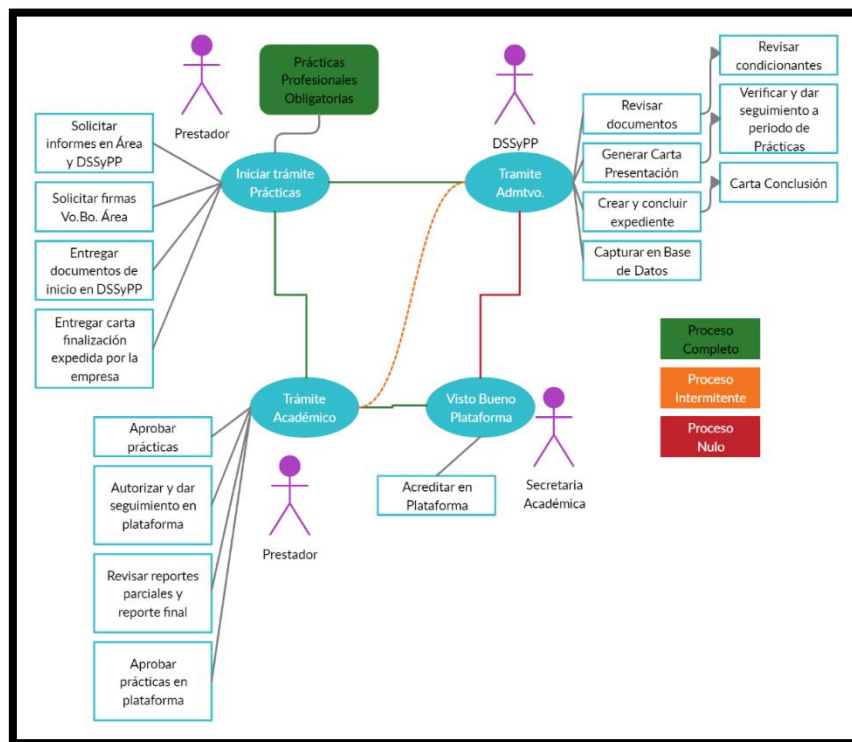 Prácticas
Profesionales
Obligatorias
Prestador
Solicitar
informes en Área
y DSSyPP
Solicitar firmas
Vo.Bo. Área
Entregar
documentos de
inicio en DSSyPP
Entregar carta
finalización
expedida por la
empresa
Iniciar trámite
Prácticas
DSSyPP
Tramite
Admtvo.
Revisar
documentos
Generar Carta
Presentación
Crear y concluir
expediente
Capturar en Base
de Datos
Revisar
condicionantes
Verificar y dar
seguimiento a
periodo de
Prácticas
Carta Conclusión
Proceso
Completo
Proceso
Intermitente
Proceso
Nulo
Trámite
Académico
Visto Bueno
Plataforma
Aprobar
prácticas
Autorizar y dar
seguimiento en
plataforma
Revisar reportes
parciales y
reporte final
Aprobar
prácticas en
plataforma
Prestador
Acreditar en
Plataforma
Secretaria
Académica